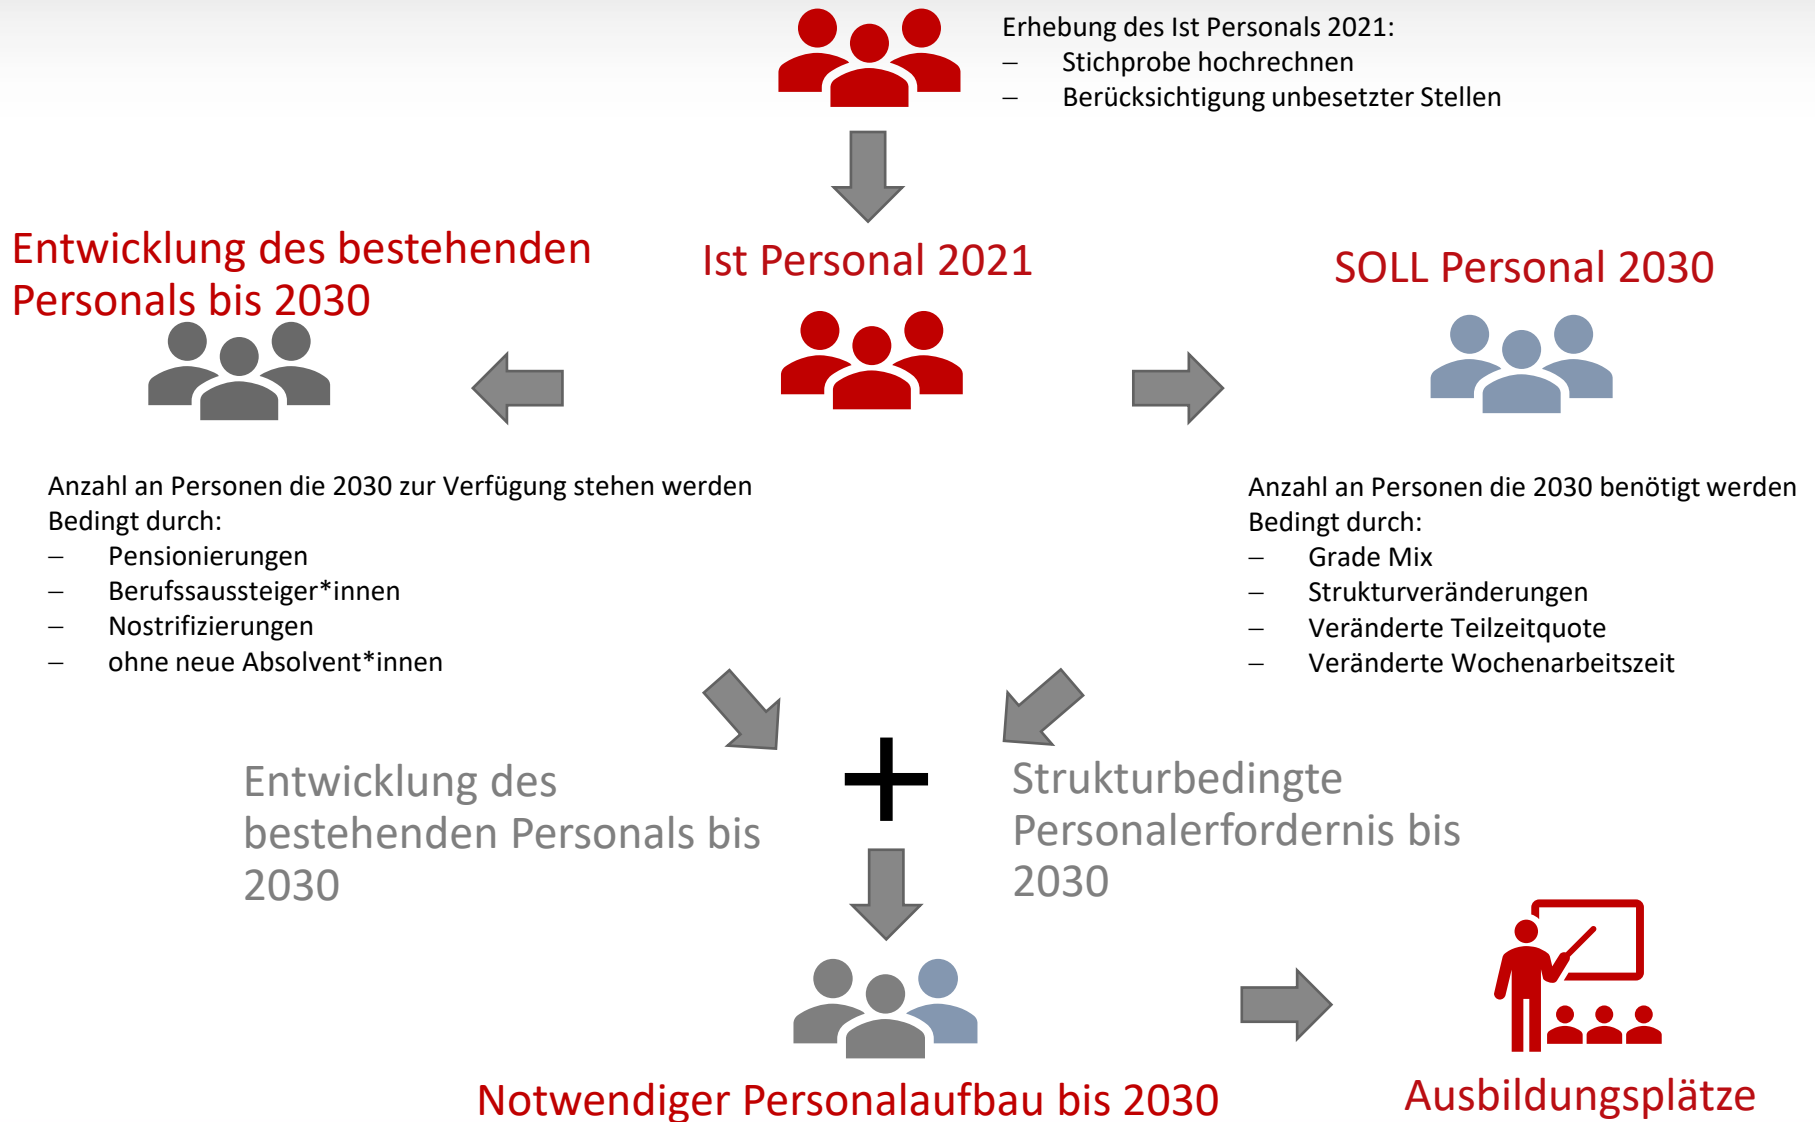 Erhebung des Ist Personals 2021:
– Stichprobe hochrechnen
– Berücksichtigung unbesetzter Stellen
Entwicklung des bestehenden
Personals bis 2030
Ist Personal 2021
SOLL Personal 2030
Anzahl an Personen die 2030 zur Verfügung stehen werden
Bedingt durch:
– Pensionierungen
– Berufssaussteiger*innen
– Nostrifizierungen
– ohne neue Absolvent*innen
Anzahl an Personen die 2030 benötigt werden
Bedingt durch:
– Grade Mix
– Strukturveränderungen
– Veränderte Teilzeitquote
– Veränderte Wochenarbeitszeit
Entwicklung des
bestehenden Personals bis
2030
+
Strukturbedingte
Personalerfordernis bis
2030
Notwendiger Personalaufbau bis 2030
Ausbildungsplätze